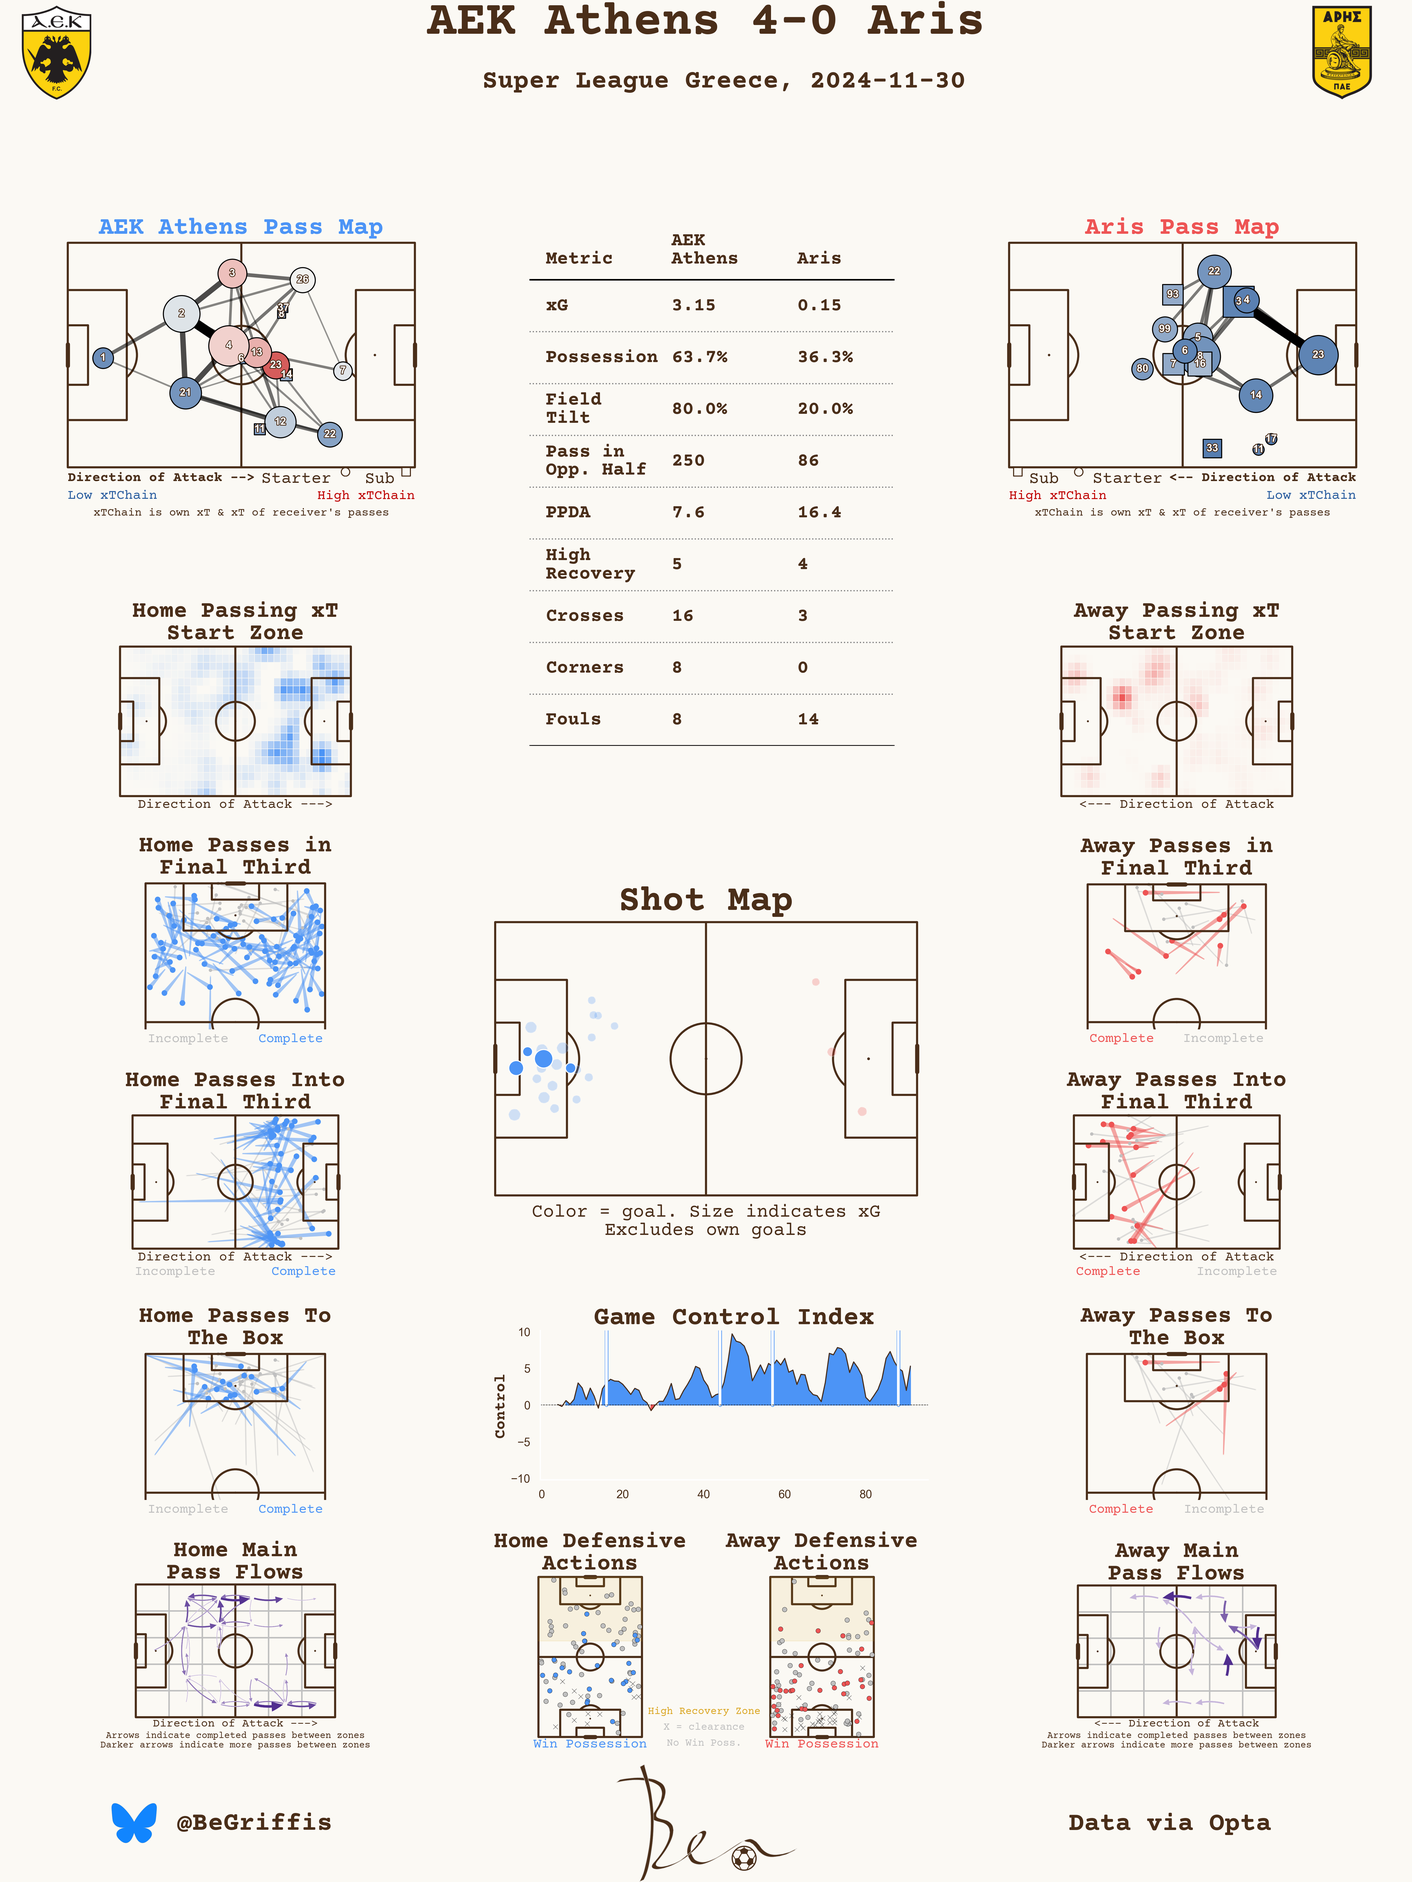 AEK Athens 4-0 Aris
Super League Greece, 2024-11-30
Α.Ε.Κ
F.C.
ΑΡΗΣ
ΠΑΕ
AEK Athens Pass Map
1
2
3
4
6
13
21
23
14
12
11
22
26
37
8
7
Direction of Attack --> Starter Sub
Low xTChain High xTChain
xTChain is own xT & xT of receiver's passes
Metric AEK Athens Aris
xG 3.15 0.15
Possession 63.7% 36.3%
Field Tilt 80.0% 20.0%
Pass in Opp. Half 250 86
PPDA 7.6 16.4
High Recovery 5 4
Crosses 16 3
Corners 8 0
Fouls 8 14
Aris Pass Map
22
93
3
4
99
5
6
8
7
16
80
23
14
33
17
11
Sub Starter <-- Direction of Attack
High xTChain Low xTChain
xTChain is own xT & xT of receiver's passes
Home Passing xT
Start Zone
Direction of Attack --->
Away Passing xT
Start Zone
<--- Direction of Attack
Home Passes in
Final Third
Incomplete Complete
Away Passes in
Final Third
Complete Incomplete
Shot Map
Color = goal. Size indicates xG
Excludes own goals
Home Passes Into
Final Third
Direction of Attack --->
Incomplete Complete
Away Passes Into
Final Third
<--- Direction of Attack
Complete Incomplete
Home Passes To
The Box
Incomplete Complete
Game Control Index
Control
10
5
0
−5
−10
0 20 40 60 80
Away Passes To
The Box
Complete Incomplete
Home Main
Pass Flows
Direction of Attack --->
Arrows indicate completed passes between zones
Darker arrows indicate more passes between zones
Home Defensive
Actions
Win Possession
Away Defensive
Actions
Win Possession
High Recovery Zone
X = clearance
No Win Poss.
Away Main
Pass Flows
<--- Direction of Attack
Arrows indicate completed passes between zones
Darker arrows indicate more passes between zones
@BeGriffis
Ben
Data via Opta